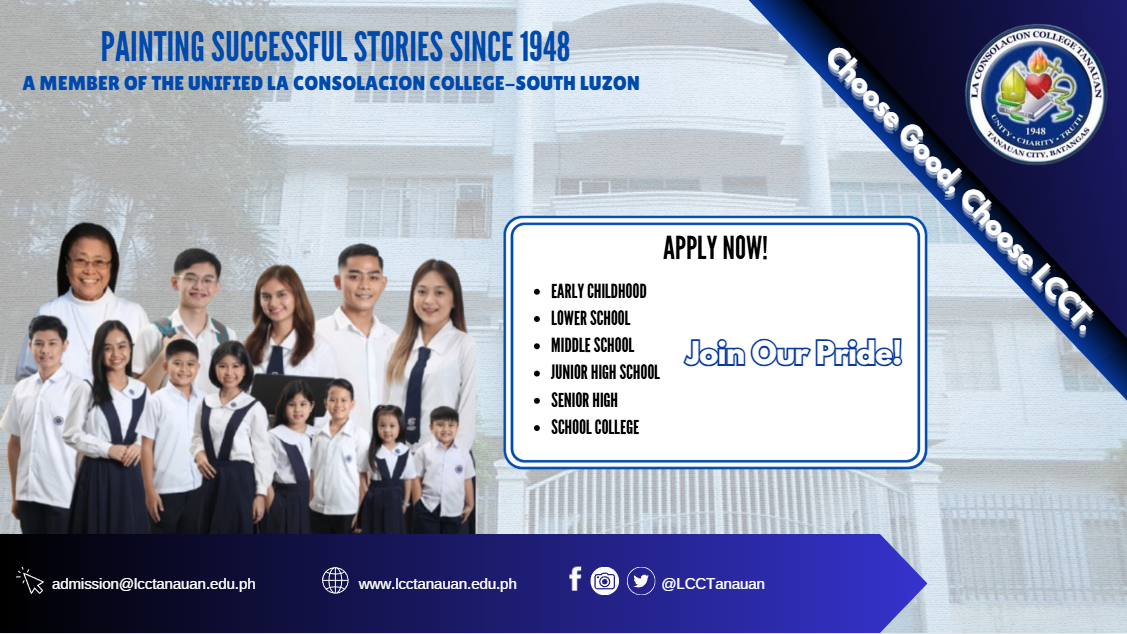 PAINTING SUCCESSFUL STORIES SINCE 1948
A MEMBER OF THE UNIFIED LA CONSOLACION COLLEGE–SOUTH LUZON
Choose Good, Choose LCCT.
LA CONSOLACION COLLEGE TANAUAN
1948
UNITY • CHARITY • TRUTH
TANAUAN CITY, BATANGAS
APPLY NOW!
• EARLY CHILDHOOD
• LOWER SCHOOL
• MIDDLE SCHOOL
• JUNIOR HIGH SCHOOL
• SENIOR HIGH
• SCHOOL COLLEGE
Join Our Pride!
admission@lcctanauan.edu.ph
www.lcctanauan.edu.ph
@LCCTanauan